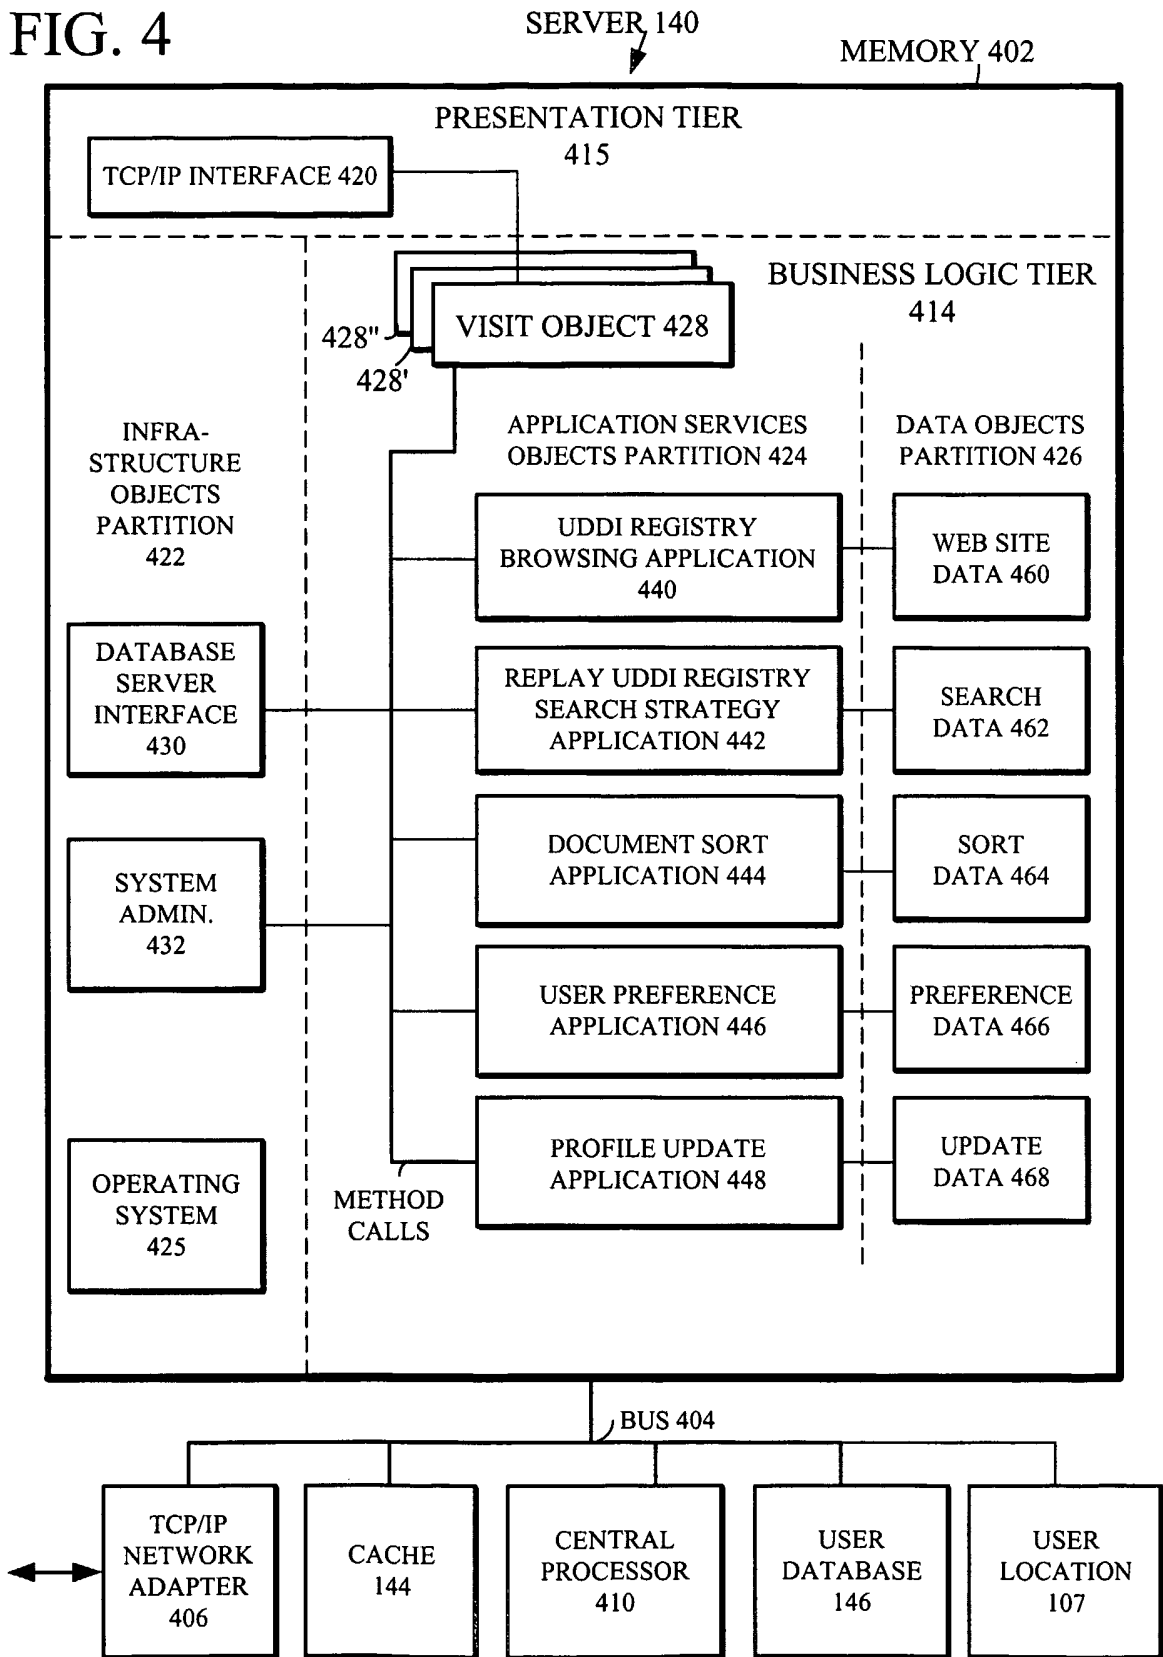 FIG. 4
SERVER 140
MEMORY 402
PRESENTATION TIER
415
TCP/IP INTERFACE 420
BUSINESS LOGIC TIER
414
VISIT OBJECT 428
428"
428'
INFRA-
STRUCTURE
OBJECTS
PARTITION
422
APPLICATION SERVICES
OBJECTS PARTITION 424
DATA OBJECTS
PARTITION 426
UDDI REGISTRY
BROWSING APPLICATION
440
WEB SITE
DATA 460
DATABASE
SERVER
INTERFACE
430
REPLAY UDDI REGISTRY
SEARCH STRATEGY
APPLICATION 442
SEARCH
DATA 462
SYSTEM
ADMIN.
432
DOCUMENT SORT
APPLICATION 444
SORT
DATA 464
USER PREFERENCE
APPLICATION 446
PREFERENCE
DATA 466
OPERATING
SYSTEM
425
METHOD
CALLS
PROFILE UPDATE
APPLICATION 448
UPDATE
DATA 468
BUS 404
TCP/IP
NETWORK
ADAPTER
406
CACHE
144
CENTRAL
PROCESSOR
410
USER
DATABASE
146
USER
LOCATION
107